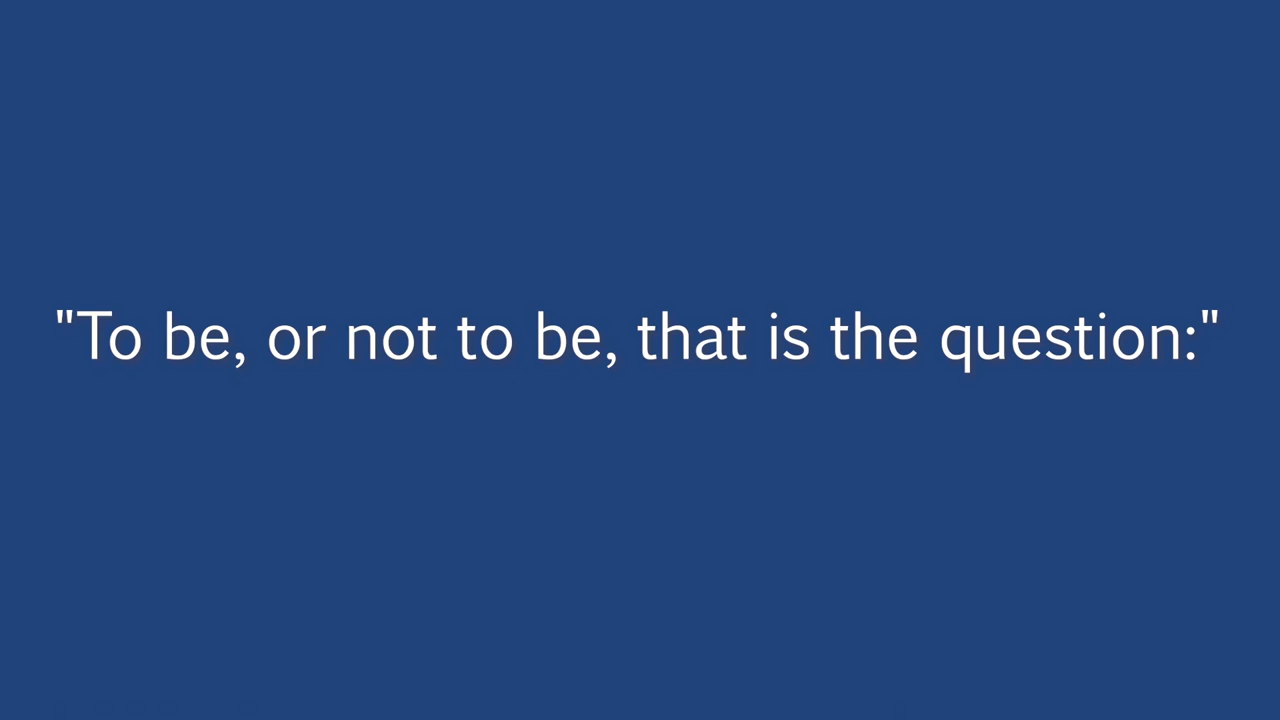 "To be, or not to be, that is the question:"